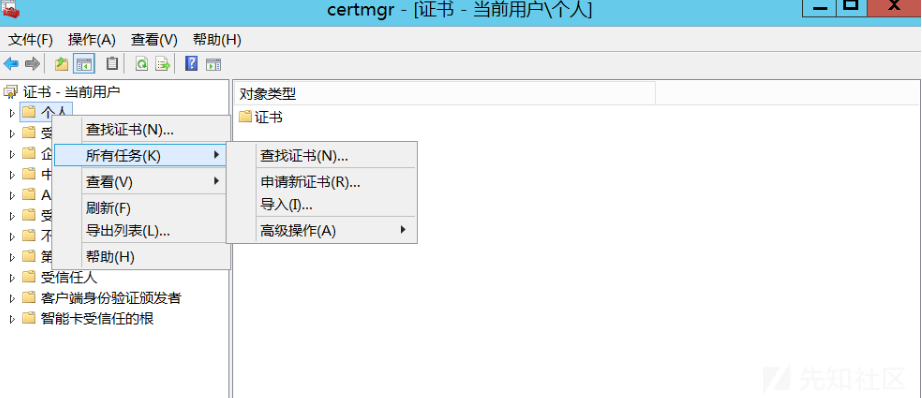 certmgr - [证书 - 当前用户\个人]
文件(F) 操作(A) 查看(V) 帮助(H)
证书 - 当前用户
个人
受
企
中
A
受
不
第
受信任人
客户端身份验证颁发者
智能卡受信任的根
查找证书(N)...
所有任务(K)
查看(V)
刷新(F)
导出列表(L)...
帮助(H)
查找证书(N)...
申请新证书(R)...
导入(I)...
高级操作(A)
对象类型
证书
先知社区